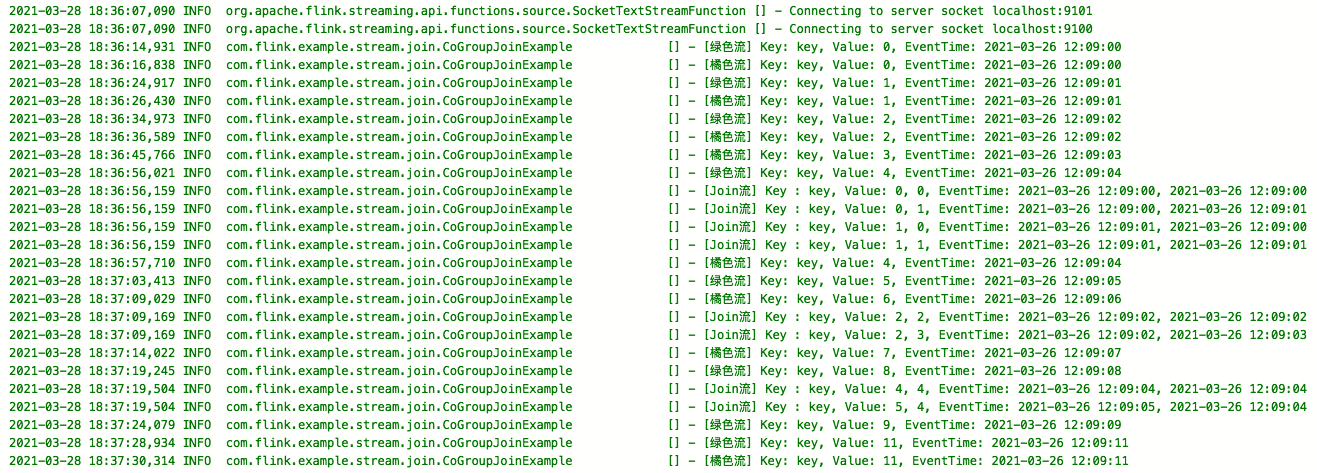 2021-03-28 18:36:07,090 INFO  org.apache.flink.streaming.api.functions.source.SocketTextStreamFunction [] - Connecting to server socket localhost:9101
2021-03-28 18:36:07,090 INFO  org.apache.flink.streaming.api.functions.source.SocketTextStreamFunction [] - Connecting to server socket localhost:9100
2021-03-28 18:36:14,931 INFO  com.flink.example.stream.join.CoGroupJoinExample             [] - [绿色流] Key: key, Value: 0, EventTime: 2021-03-26 12:09:00
2021-03-28 18:36:16,838 INFO  com.flink.example.stream.join.CoGroupJoinExample             [] - [橘色流] Key: key, Value: 0, EventTime: 2021-03-26 12:09:00
2021-03-28 18:36:24,917 INFO  com.flink.example.stream.join.CoGroupJoinExample             [] - [绿色流] Key: key, Value: 1, EventTime: 2021-03-26 12:09:01
2021-03-28 18:36:26,430 INFO  com.flink.example.stream.join.CoGroupJoinExample             [] - [橘色流] Key: key, Value: 1, EventTime: 2021-03-26 12:09:01
2021-03-28 18:36:34,973 INFO  com.flink.example.stream.join.CoGroupJoinExample             [] - [绿色流] Key: key, Value: 2, EventTime: 2021-03-26 12:09:02
2021-03-28 18:36:36,589 INFO  com.flink.example.stream.join.CoGroupJoinExample             [] - [橘色流] Key: key, Value: 2, EventTime: 2021-03-26 12:09:02
2021-03-28 18:36:45,766 INFO  com.flink.example.stream.join.CoGroupJoinExample             [] - [橘色流] Key: key, Value: 3, EventTime: 2021-03-26 12:09:03
2021-03-28 18:36:56,021 INFO  com.flink.example.stream.join.CoGroupJoinExample             [] - [绿色流] Key: key, Value: 4, EventTime: 2021-03-26 12:09:04
2021-03-28 18:36:56,159 INFO  com.flink.example.stream.join.CoGroupJoinExample             [] - [Join流] Key : key, Value: 0, 0, EventTime: 2021-03-26 12:09:00, 2021-03-26 12:09:00
2021-03-28 18:36:56,159 INFO  com.flink.example.stream.join.CoGroupJoinExample             [] - [Join流] Key : key, Value: 0, 1, EventTime: 2021-03-26 12:09:00, 2021-03-26 12:09:01
2021-03-28 18:36:56,159 INFO  com.flink.example.stream.join.CoGroupJoinExample             [] - [Join流] Key : key, Value: 1, 0, EventTime: 2021-03-26 12:09:01, 2021-03-26 12:09:00
2021-03-28 18:36:56,159 INFO  com.flink.example.stream.join.CoGroupJoinExample             [] - [Join流] Key : key, Value: 1, 1, EventTime: 2021-03-26 12:09:01, 2021-03-26 12:09:01
2021-03-28 18:36:57,710 INFO  com.flink.example.stream.join.CoGroupJoinExample             [] - [橘色流] Key: key, Value: 4, EventTime: 2021-03-26 12:09:04
2021-03-28 18:37:03,413 INFO  com.flink.example.stream.join.CoGroupJoinExample             [] - [绿色流] Key: key, Value: 5, EventTime: 2021-03-26 12:09:05
2021-03-28 18:37:09,029 INFO  com.flink.example.stream.join.CoGroupJoinExample             [] - [橘色流] Key: key, Value: 6, EventTime: 2021-03-26 12:09:06
2021-03-28 18:37:09,169 INFO  com.flink.example.stream.join.CoGroupJoinExample             [] - [Join流] Key : key, Value: 2, 2, EventTime: 2021-03-26 12:09:02, 2021-03-26 12:09:02
2021-03-28 18:37:09,169 INFO  com.flink.example.stream.join.CoGroupJoinExample             [] - [Join流] Key : key, Value: 2, 3, EventTime: 2021-03-26 12:09:02, 2021-03-26 12:09:03
2021-03-28 18:37:14,022 INFO  com.flink.example.stream.join.CoGroupJoinExample             [] - [橘色流] Key: key, Value: 7, EventTime: 2021-03-26 12:09:07
2021-03-28 18:37:19,245 INFO  com.flink.example.stream.join.CoGroupJoinExample             [] - [绿色流] Key: key, Value: 8, EventTime: 2021-03-26 12:09:08
2021-03-28 18:37:19,504 INFO  com.flink.example.stream.join.CoGroupJoinExample             [] - [Join流] Key : key, Value: 4, 4, EventTime: 2021-03-26 12:09:04, 2021-03-26 12:09:04
2021-03-28 18:37:19,504 INFO  com.flink.example.stream.join.CoGroupJoinExample             [] - [Join流] Key : key, Value: 5, 4, EventTime: 2021-03-26 12:09:05, 2021-03-26 12:09:04
2021-03-28 18:37:24,079 INFO  com.flink.example.stream.join.CoGroupJoinExample             [] - [绿色流] Key: key, Value: 9, EventTime: 2021-03-26 12:09:09
2021-03-28 18:37:28,934 INFO  com.flink.example.stream.join.CoGroupJoinExample             [] - [绿色流] Key: key, Value: 11, EventTime: 2021-03-26 12:09:11
2021-03-28 18:37:30,314 INFO  com.flink.example.stream.join.CoGroupJoinExample             [] - [橘色流] Key: key, Value: 11, EventTime: 2021-03-26 12:09:11